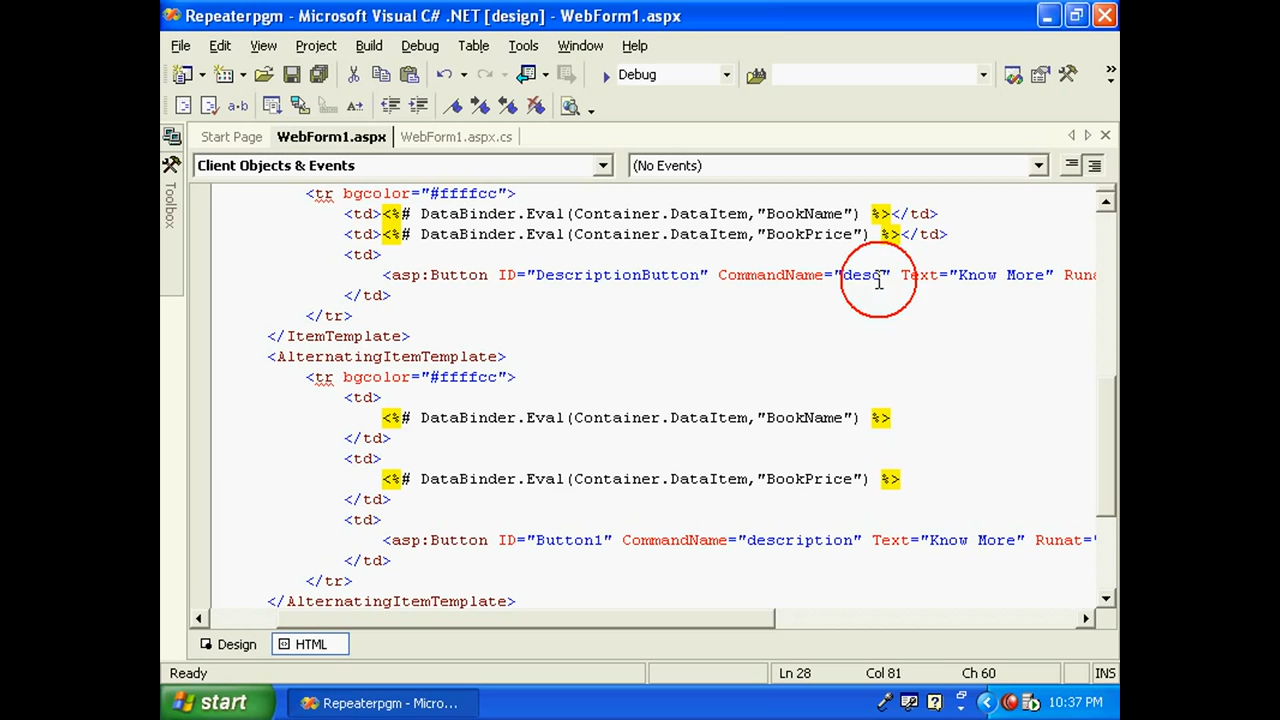 Repeaterpgm - Microsoft Visual C# .NET [design] - WebForm1.aspx
File Edit View Project Build Debug Table Tools Window Help
Debug
Start Page WebForm1.aspx WebForm1.aspx.cs
Client Objects & Events (No Events)
Toolbox
<tr bgcolor="#ffffcc">
<td><%# DataBinder.Eval(Container.DataItem,"BookName") %></td>
<td><%# DataBinder.Eval(Container.DataItem,"BookPrice") %></td>
<td>
<asp:Button ID="DescriptionButton" CommandName="desc" Text="Know More" Runa
</td>
</tr>
</ItemTemplate>
<AlternatingItemTemplate>
<tr bgcolor="#ffffcc">
<td>
<%# DataBinder.Eval(Container.DataItem,"BookName") %>
</td>
<td>
<%# DataBinder.Eval(Container.DataItem,"BookPrice") %>
</td>
<td>
<asp:Button ID="Button1" CommandName="description" Text="Know More" Runat="
</td>
</tr>
</AlternatingItemTemplate>
Design HTML
Ready Ln 28 Col 81 Ch 60 INS
start Repeaterpgm - Micro... 10:37 PM